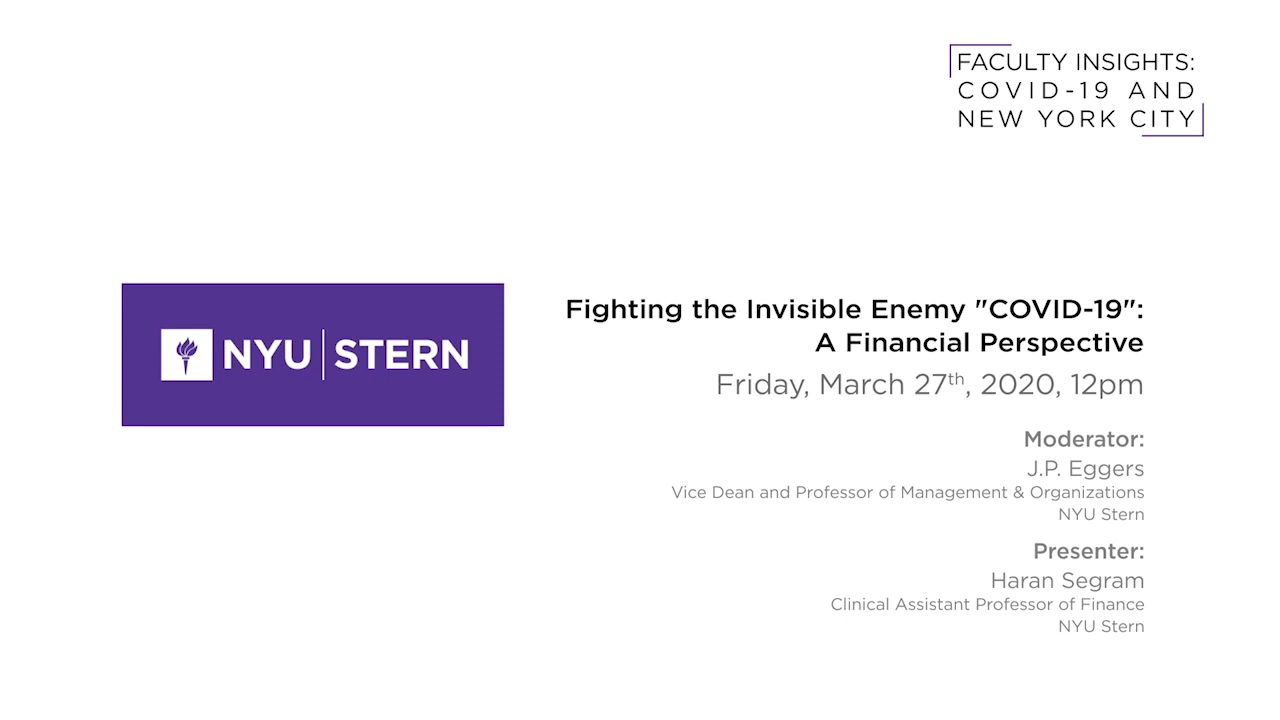 FACULTY INSIGHTS:
COVID-19 AND
NEW YORK CITY
NYU | STERN
Fighting the Invisible Enemy "COVID-19":
A Financial Perspective
Friday, March 27th, 2020, 12pm
Moderator:
J.P. Eggers
Vice Dean and Professor of Management & Organizations
NYU Stern
Presenter:
Haran Segram
Clinical Assistant Professor of Finance
NYU Stern